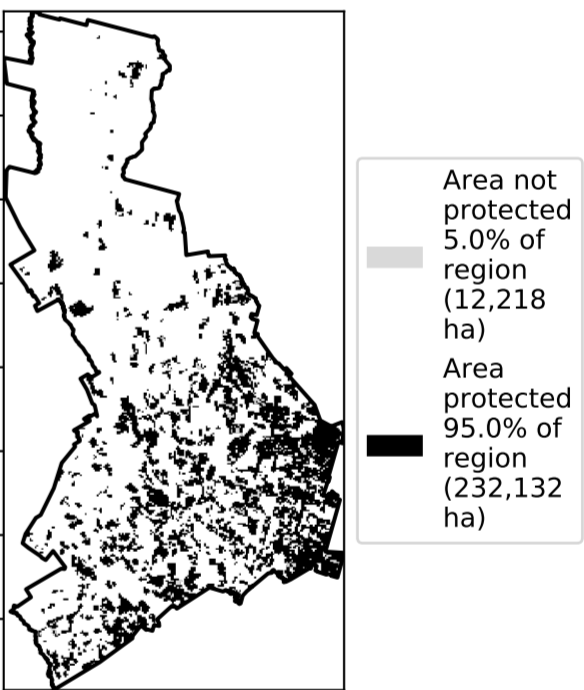 Area not
protected
5.0% of
region
(12,218
ha)
Area
protected
95.0% of
region
(232,132
ha)